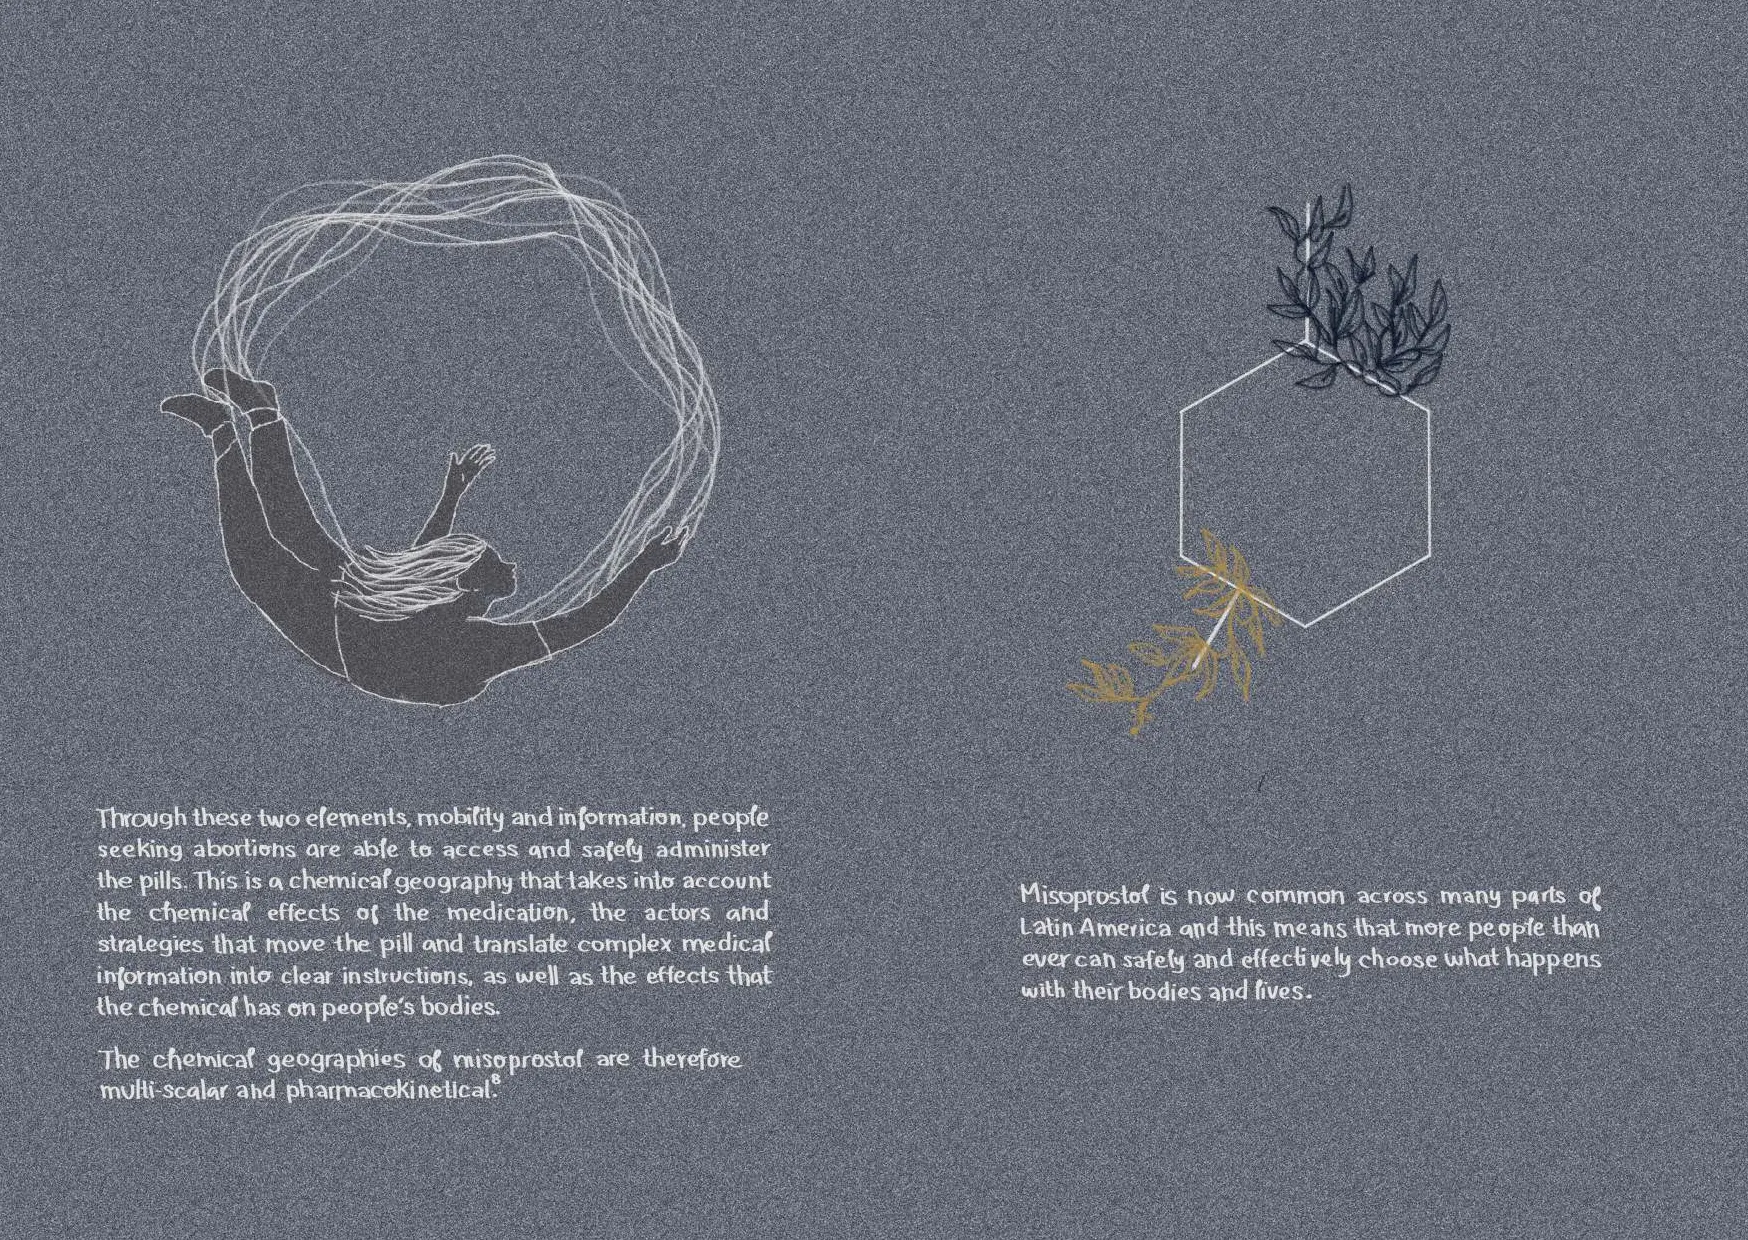 Through these two elements, mobility and information, people
seeking abortions are able to access and safely administer
the pills. This is a chemical geography that takes into account
the chemical effects of the medication, the actors and
strategies that move the pill and translate complex medical
information into clear instructions, as well as the effects that
the chemical has on people's bodies.
The chemical geographies of misoprostol are therefore
multi-scalar and pharmacokinetical.8
Misoprostol is now common across many parts of
Latin America and this means that more people than
ever can safely and effectively choose what happens
with their bodies and lives.